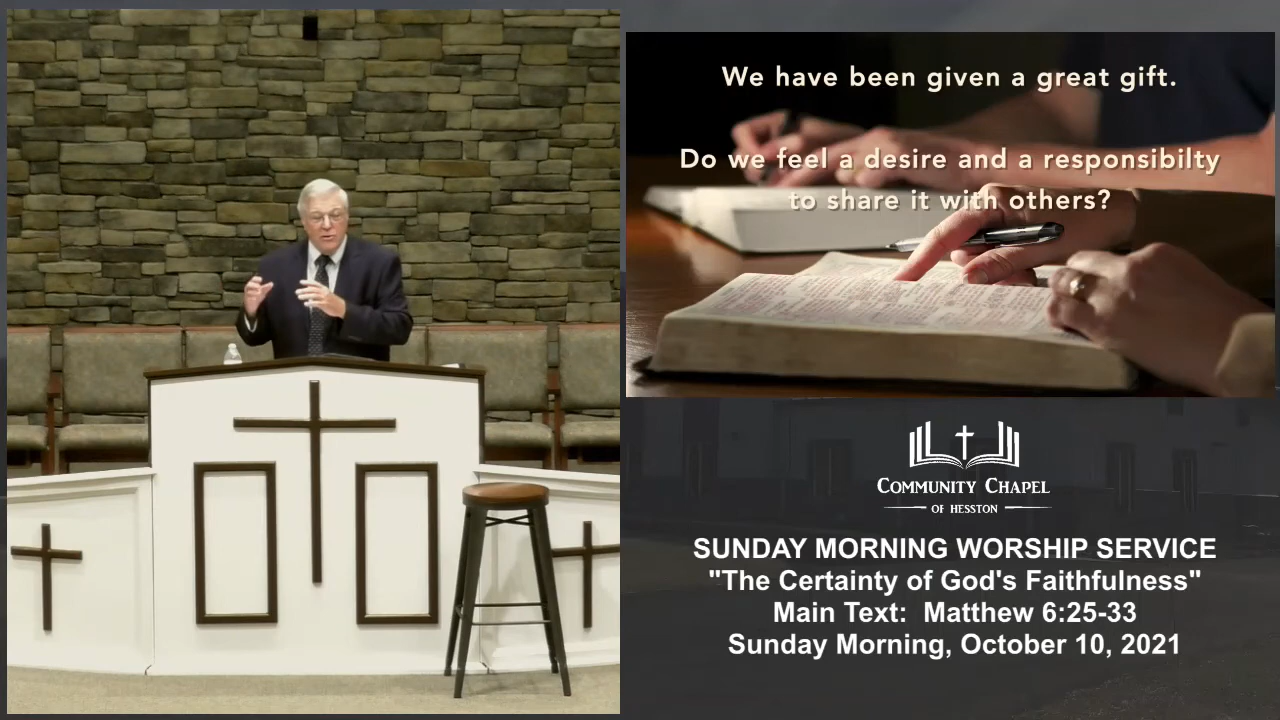 We have been given a great gift.
Do we feel a desire and a responsibilty
to share it with others?
COMMUNITY CHAPEL
OF HESSTON
SUNDAY MORNING WORSHIP SERVICE
"The Certainty of God's Faithfulness"
Main Text: Matthew 6:25-33
Sunday Morning, October 10, 2021